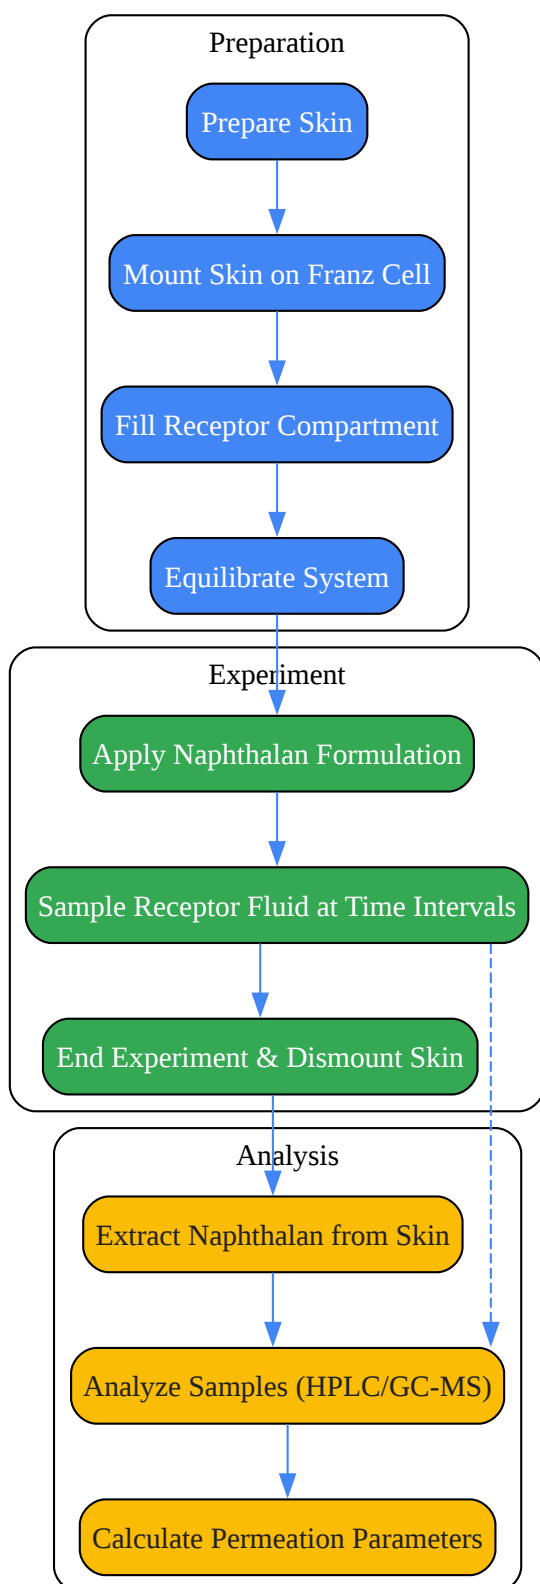 Preparation
Prepare Skin
Mount Skin on Franz Cell
Fill Receptor Compartment
Equilibrate System
Experiment
Apply Naphthalan Formulation
Sample Receptor Fluid at Time Intervals
End Experiment & Dismount Skin
Analysis
Extract Naphthalan from Skin
Analyze Samples (HPLC/GC-MS)
Calculate Permeation Parameters